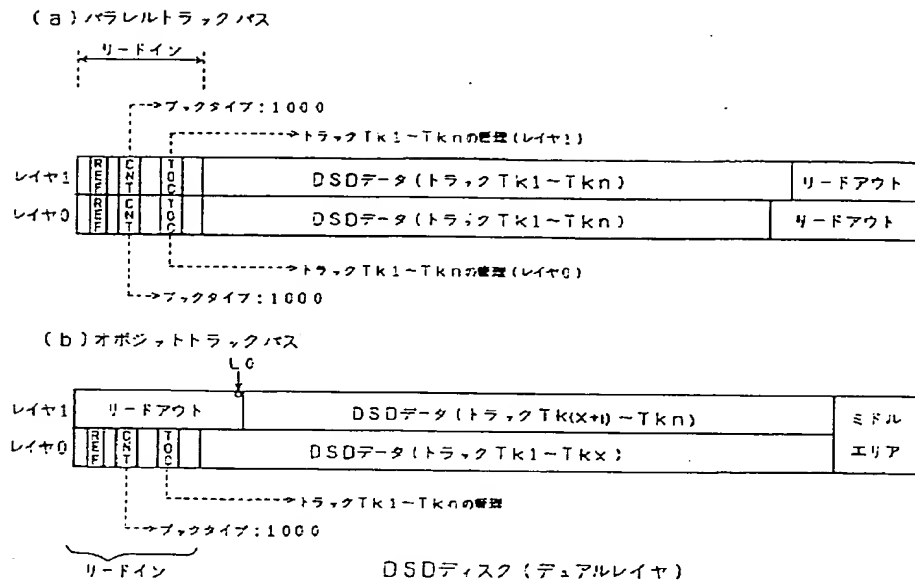 (a)パラレルトラックパス
リードイン
ブックタイプ:1000
トラックTk1~Tknの管理(レイヤ1)
レイヤ1 REF CNT TOC DSDデータ(トラックTk1~Tkn) リードアウト
レイヤ0 REF CNT TOC DSDデータ(トラックTk1~Tkn) リードアウト
トラックTk1~Tknの管理(レイヤ0)
ブックタイプ:1000
(b)オポジットトラックパス
LO
レイヤ1 リードアウト DSDデータ(トラックTk(x+1)~Tkn) ミドル
レイヤ0 REF CNT TOC DSDデータ(トラックTk1~Tkx) エリア
トラックTk1~Tknの管理
ブックタイプ:1000
リードイン
DSDディスク(デュアルレイヤ)